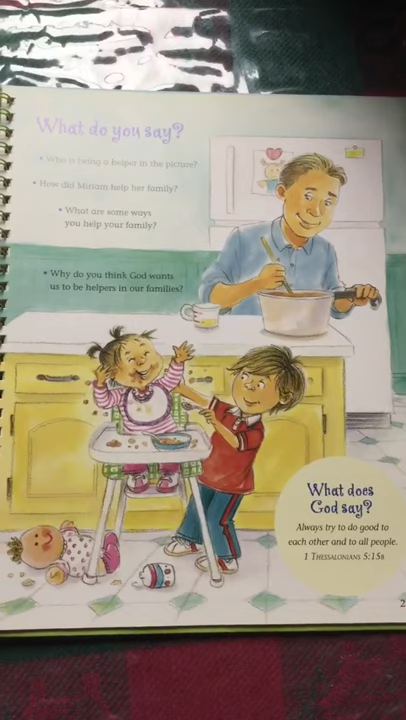 What do you say?
• Who is being a helper in the picture?
• How did Miriam help her family?
• What are some ways
you help your family?
• Why do you think God wants
us to be helpers in our families?
What does
God say?
Always try to do good to
each other and to all people.
1 THESSALONIANS 5:15B
2